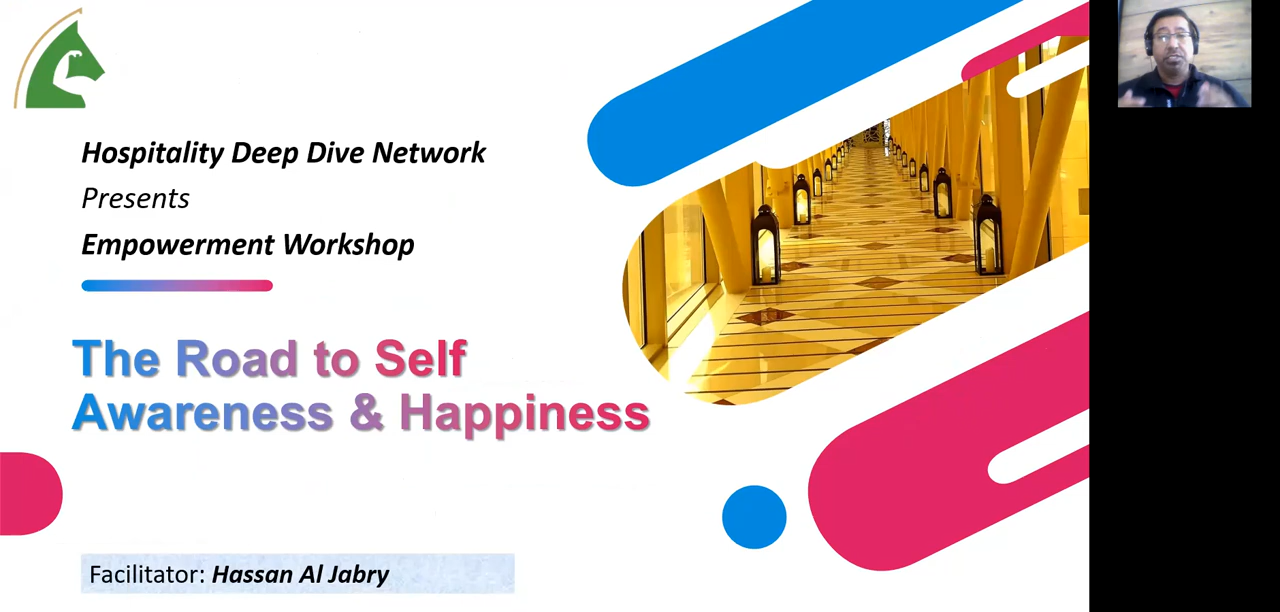 Hospitality Deep Dive Network
Presents
Empowerment Workshop
The Road to Self
Awareness & Happiness
Facilitator: Hassan Al Jabry